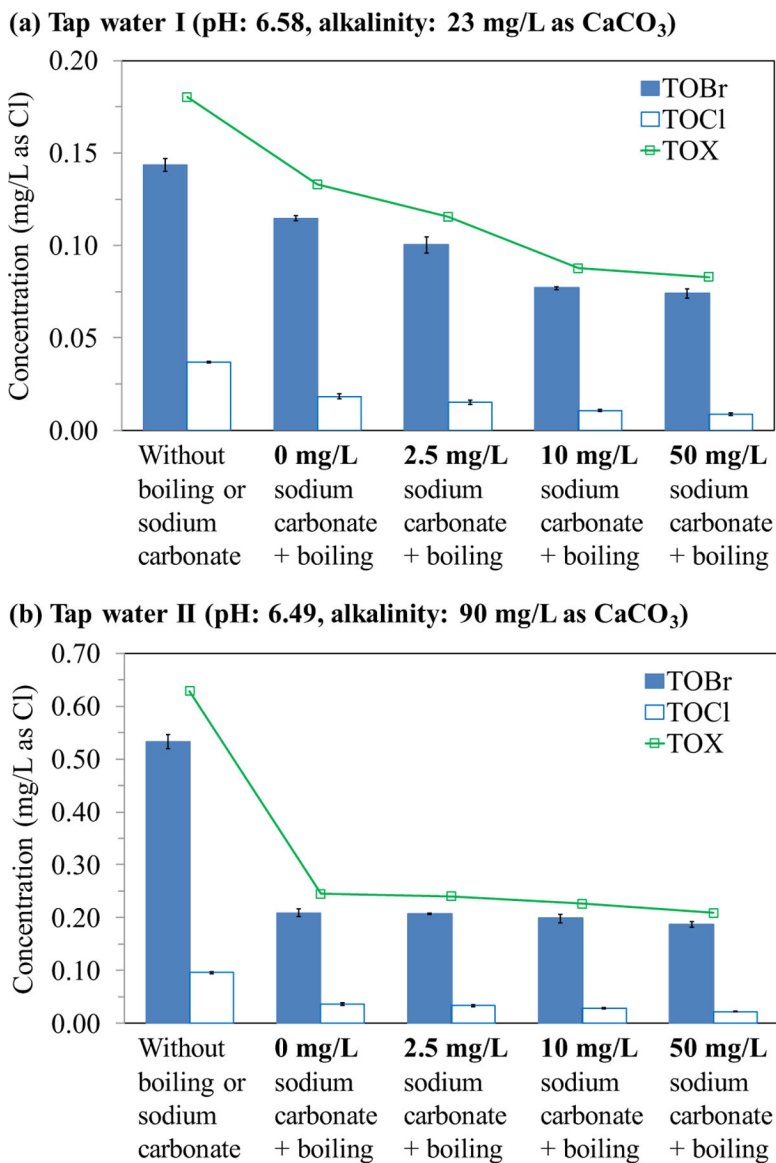 (a) Tap water I (pH: 6.58, alkalinity: 23 mg/L as CaCO₃)
Concentration (mg/L as Cl)
0.20
0.15
0.10
0.05
0.00
TOBr
TOCl
TOX
Without boiling or sodium carbonate
0 mg/L sodium carbonate + boiling
2.5 mg/L sodium carbonate + boiling
10 mg/L sodium carbonate + boiling
50 mg/L sodium carbonate + boiling
(b) Tap water II (pH: 6.49, alkalinity: 90 mg/L as CaCO₃)
Concentration (mg/L as Cl)
0.70
0.60
0.50
0.40
0.30
0.20
0.10
0.00
TOBr
TOCl
TOX
Without boiling or sodium carbonate
0 mg/L sodium carbonate + boiling
2.5 mg/L sodium carbonate + boiling
10 mg/L sodium carbonate + boiling
50 mg/L sodium carbonate + boiling